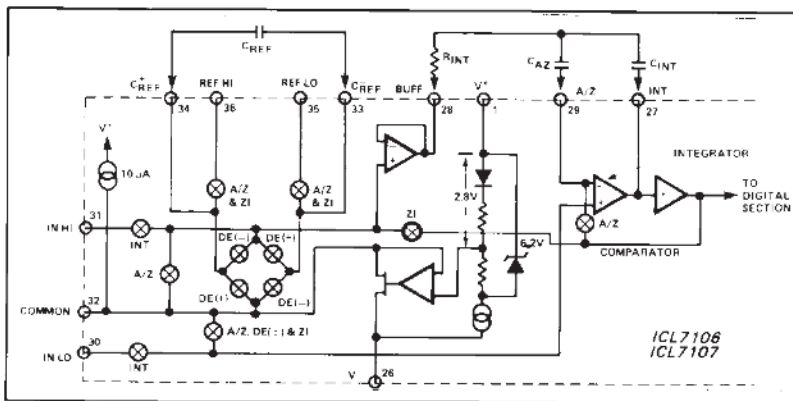 CREF
RINT
CAZ
CINT
C+REF REF HI REF LO C-REF BUFF V+ A/Z INT
34 36 35 33 28 1 29 27
V+
10µA
INTEGRATOR
A/Z & ZI
A/Z & ZI
2.8V
TO DIGITAL SECTION
31
IN HI
INT
ZI
A/Z
DE(−) DE(+)
6.2V
COMPARATOR
A/Z
DE(+) DE(−)
32
COMMON
A/Z, DE(±) & ZI
30
IN LO
INT
ICL7106
ICL7107
V
26